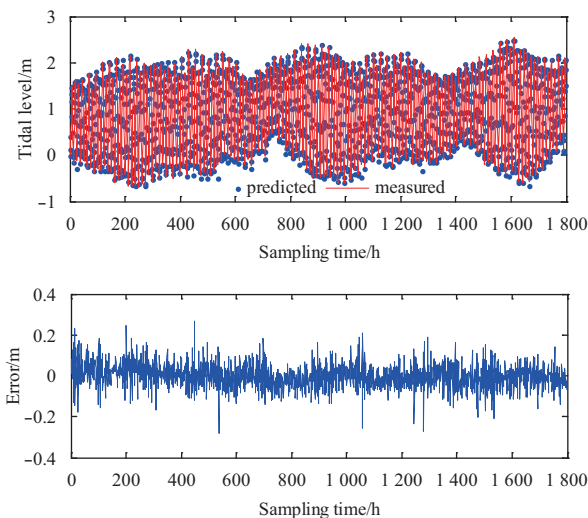 3
2
1
0
−1
Tidal level/m
predicted measured
0 200 400 600 800 1 000 1 200 1 400 1 600 1 800
Sampling time/h
0.4
0.2
0
−0.2
−0.4
Error/m
0 200 400 600 800 1 000 1 200 1 400 1 600 1 800
Sampling time/h